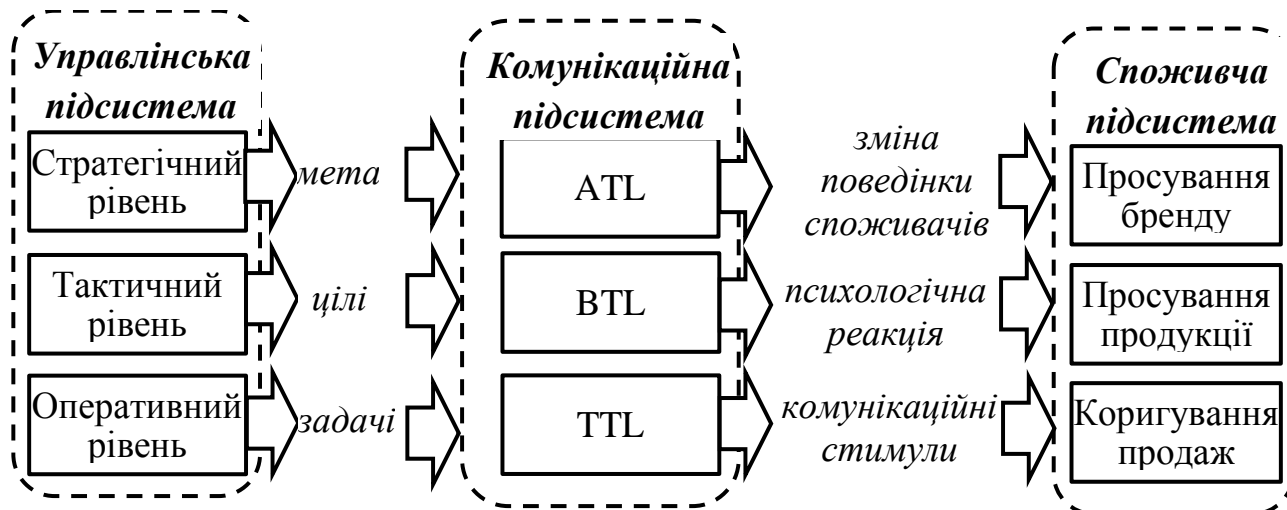 Управлінська
підсистема
Стратегічний
рівень
мета
Тактичний
рівень
цілі
Оперативний
рівень
задачі
Комунікаційна
підсистема
ATL
BTL
TTL
зміна
поведінки
споживачів
психологічна
реакція
комунікаційні
стимули
Споживча
підсистема
Просування
бренду
Просування
продукції
Коригування
продаж